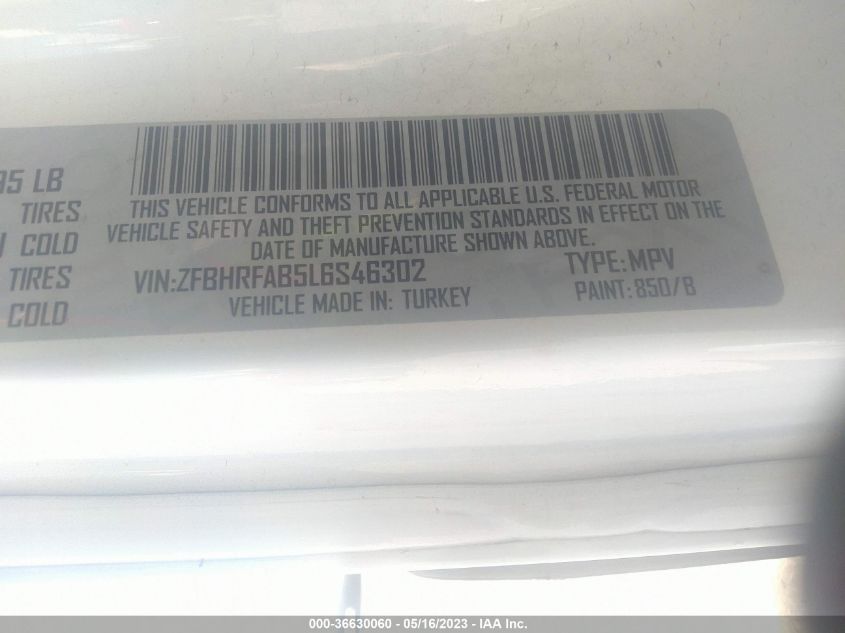 LB
TIRES
COLD
TIRES
COLD
THIS VEHICLE CONFORMS TO ALL APPLICABLE U.S. FEDERAL MOTOR
VEHICLE SAFETY AND THEFT PREVENTION STANDARDS IN EFFECT ON THE
DATE OF MANUFACTURE SHOWN ABOVE.
VIN:ZFBHRFAB5L6S46302 TYPE:MPV
VEHICLE MADE IN: TURKEY PAINT:850/B
000-36630060 - 05/16/2023 - IAA Inc.